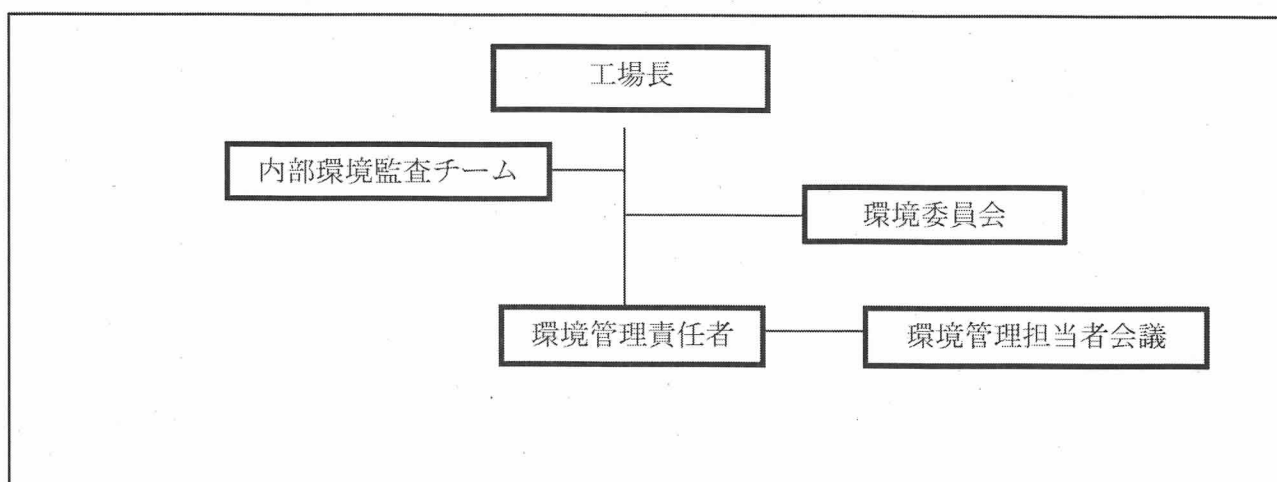 工場長
内部環境監査チーム
環境委員会
環境管理責任者
環境管理担当者会議